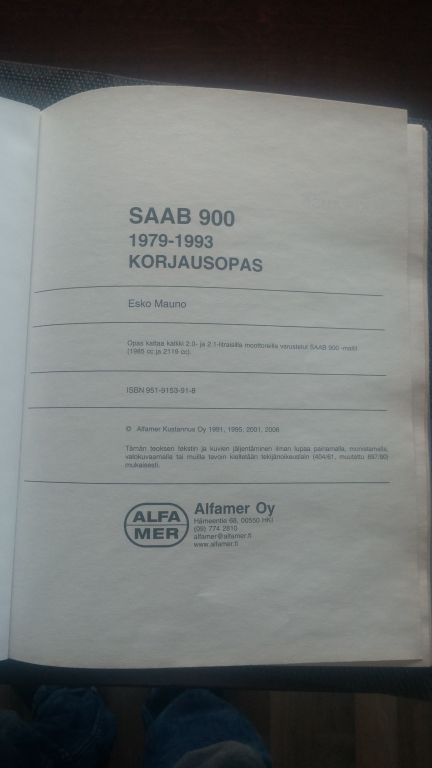 SAAB 900
1979-1993
KORJAUSOPAS
Esko Mauno
Opas kattaa kaikki 2.0- ja 2.1-litraisilla moottoreilla varustetut SAAB 900 -mallit
(1985 cc ja 2119 cc).
ISBN 951-9153-91-8
© Alfamer Kustannus Oy 1991, 1995, 2001, 2006
Tämän teoksen tekstin ja kuvien jäljentäminen ilman lupaa painamalla, monistamalla,
valokuvaamalla tai muilla tavoin kielletään tekijänoikeuslain (404/61, muutettu 897/80)
mukaisesti.
ALFA
MER
Alfamer Oy
Hämeentie 68, 00550 HKI
(09) 774 2810
alfamer@alfamer.fi
www.alfamer.fi